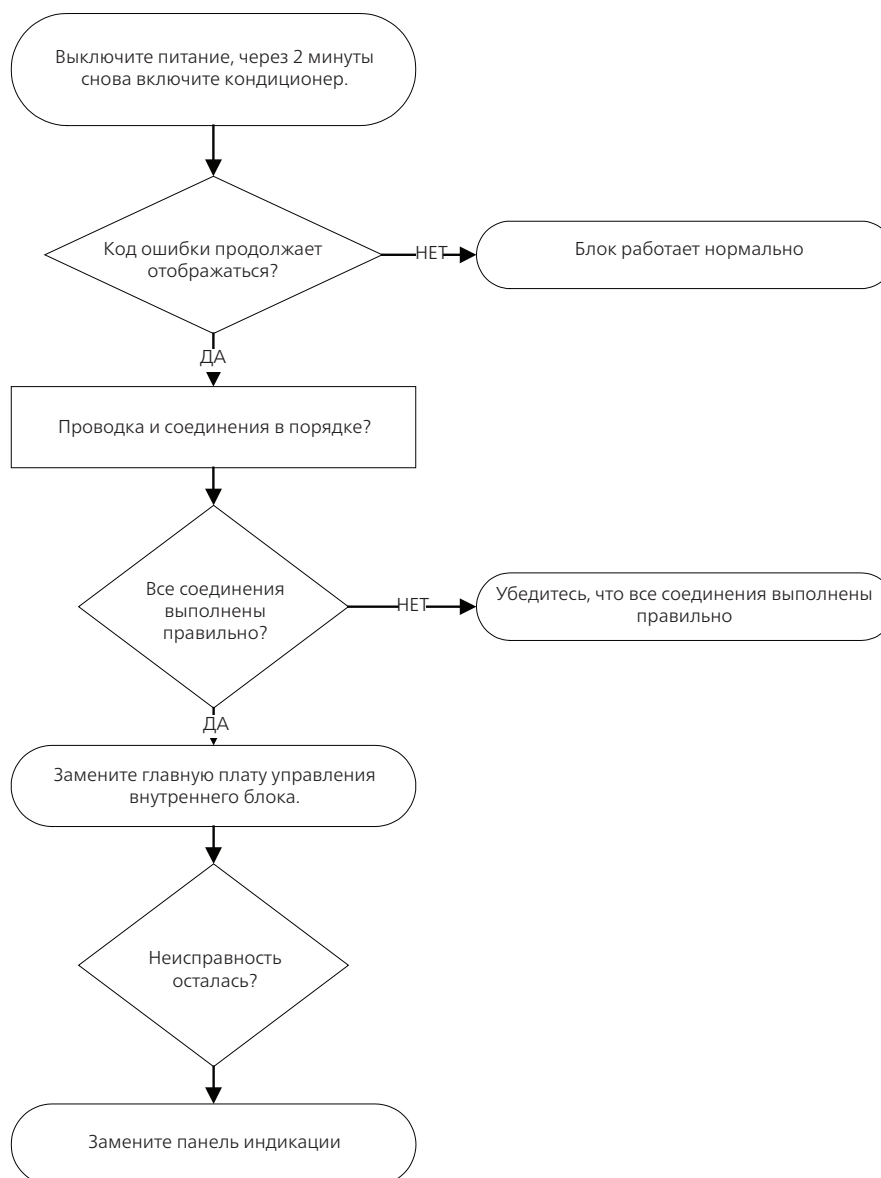 Выключите питание, через 2 минуты
снова включите кондиционер.
Код ошибки продолжает
отображаться?
НЕТ
Блок работает нормально
ДА
Проводка и соединения в порядке?
Все соединения
выполнены
правильно?
НЕТ
Убедитесь, что все соединения выполнены
правильно
ДА
Замените главную плату управления
внутреннего блока.
Неисправность
осталась?
Замените панель индикации